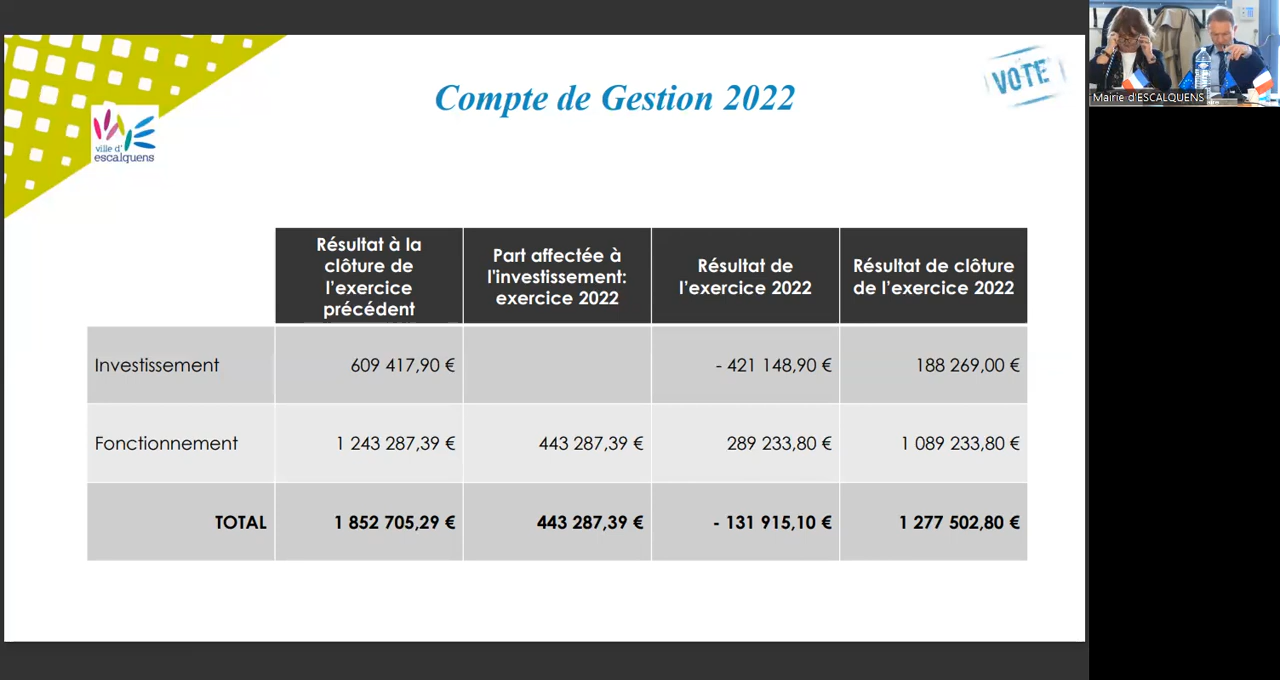 Compte de Gestion 2022
VOTE
ville d'
escalquens
Mairie d'ESCALQUENS
Résultat à la
clôture de
l'exercice
précédent
Part affectée à
l'investissement:
exercice 2022
Résultat de
l'exercice 2022
Résultat de clôture
de l'exercice 2022
Investissement 609 417,90 € - 421 148,90 € 188 269,00 €
Fonctionnement 1 243 287,39 € 443 287,39 € 289 233,80 € 1 089 233,80 €
TOTAL 1 852 705,29 € 443 287,39 € - 131 915,10 € 1 277 502,80 €